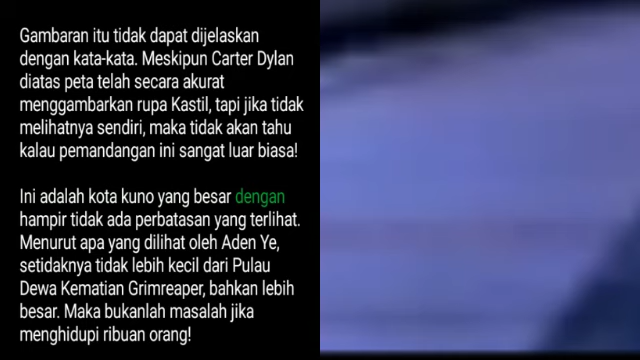 Gambaran itu tidak dapat dijelaskan
dengan kata-kata. Meskipun Carter Dylan
diatas peta telah secara akurat
menggambarkan rupa Kastil, tapi jika tidak
melihatnya sendiri, maka tidak akan tahu
kalau pemandangan ini sangat luar biasa!
Ini adalah kota kuno yang besar dengan
hampir tidak ada perbatasan yang terlihat.
Menurut apa yang dilihat oleh Aden Ye,
setidaknya tidak lebih kecil dari Pulau
Dewa Kematian Grimreaper, bahkan lebih
besar. Maka bukanlah masalah jika
menghidupi ribuan orang!